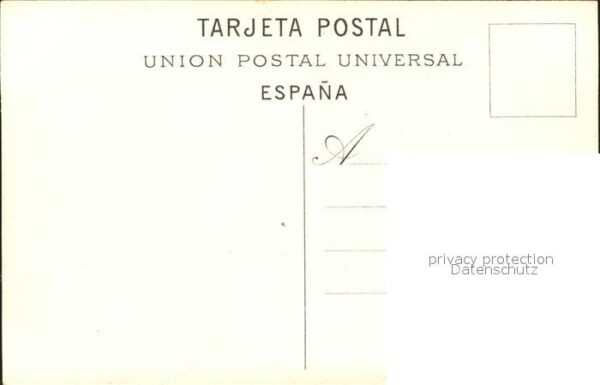 TARJETA POSTAL
UNION POSTAL UNIVERSAL
ESPAÑA
A
privacy protection
Datenschutz